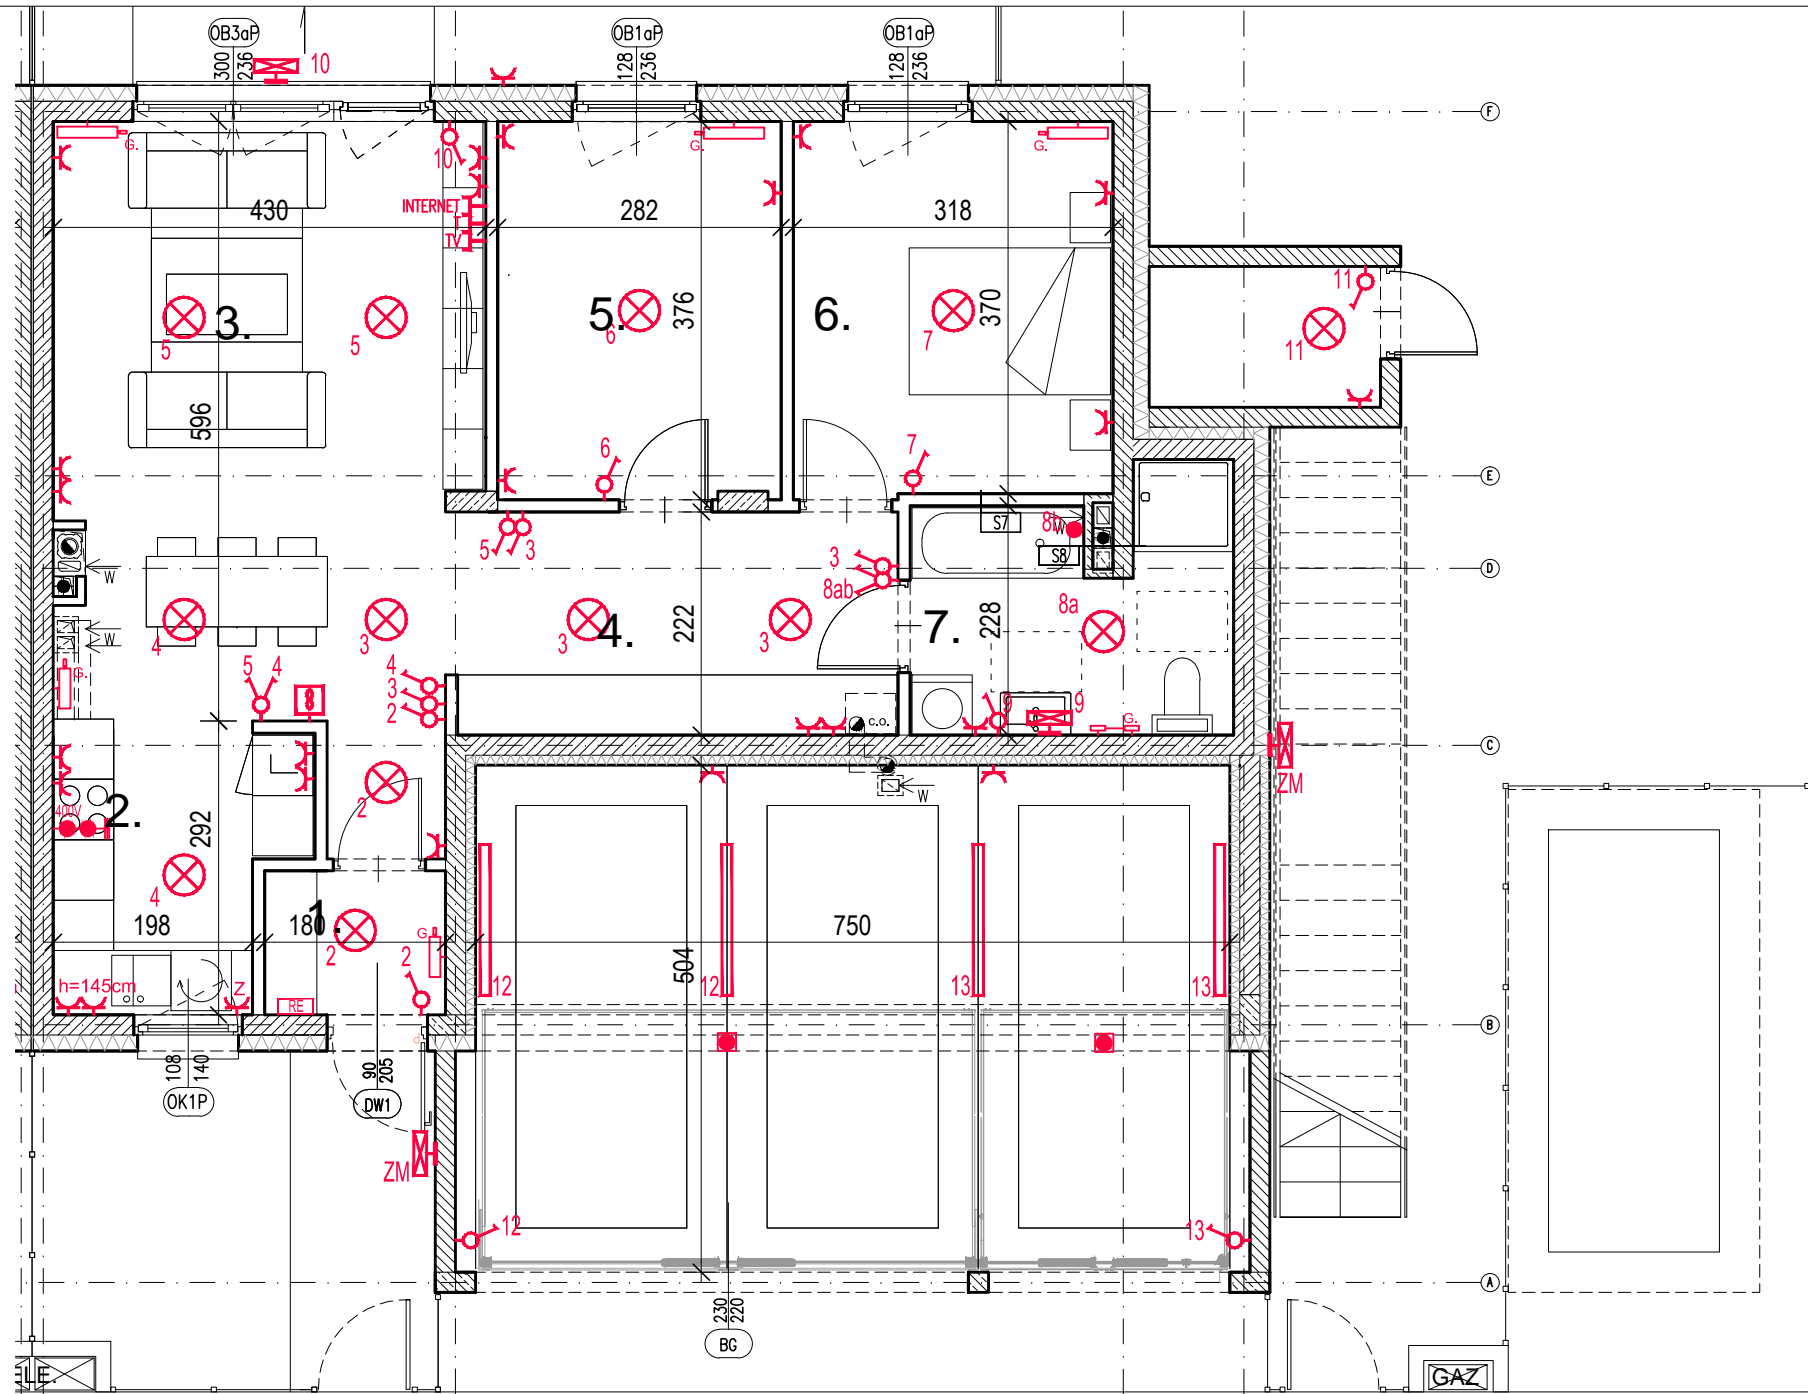 OB3aP
OB1aP
OB1aP
300
236
10
128
236
128
236
F
G.
G.
G.
10
INTERNET
T
TV
430
282
318
11
3.
5.
6.
376
370
5
5
6
7
11
596
6
7
E
5
3
S7
8b
W
S8
3
8ab
D
W
W
4
3
3
4.
3
222
7.
228
8a
G.
5
4
4
3
2
9
9
G.
c.o.
C
ZM
W
400V
2.
2
292
4
198
180
1.
2
G.
2
750
504
h=145cm
Z
RE
12
12
13
13
d
B
108
140
90
205
OK1P
DW1
ZM
12
13
A
230
220
BG
ELE.
GAZ